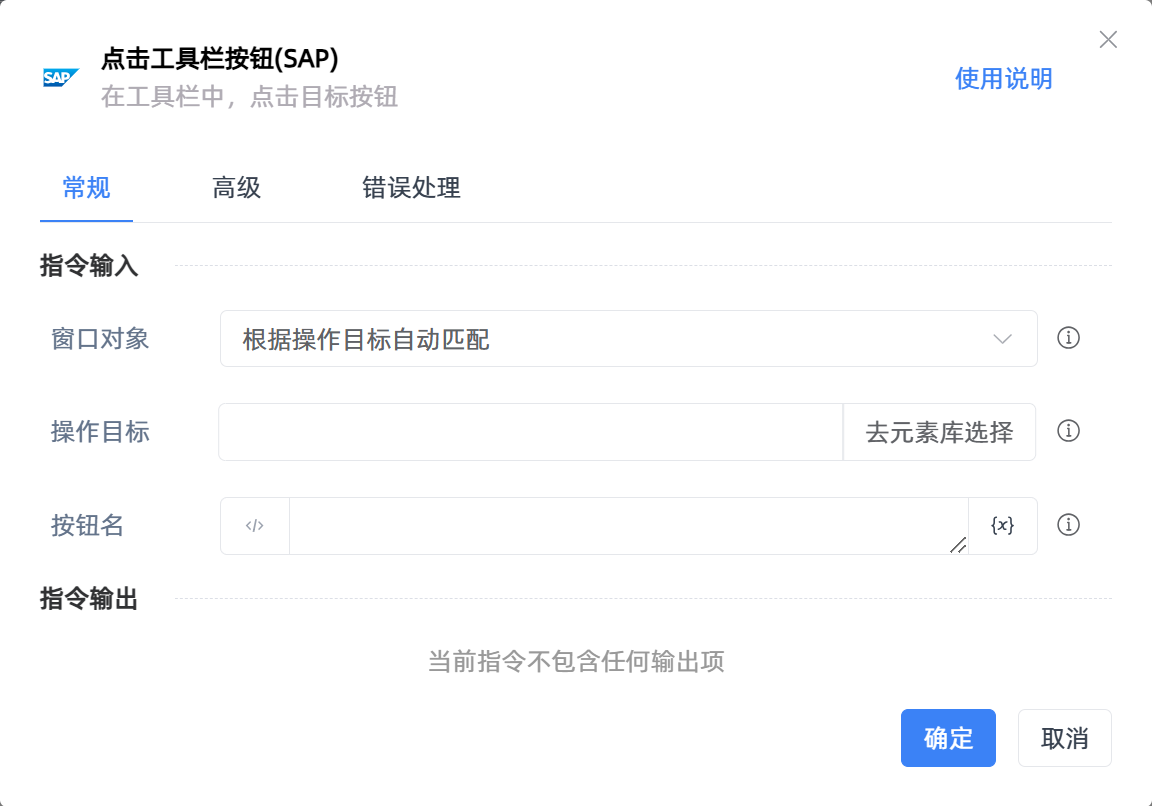 SAP
点击工具栏按钮(SAP)
在工具栏中，点击目标按钮
使用说明
常规
高级
错误处理
指令输入
窗口对象
根据操作目标自动匹配
操作目标
去元素库选择
按钮名
</>
{x}
指令输出
当前指令不包含任何输出项
确定
取消